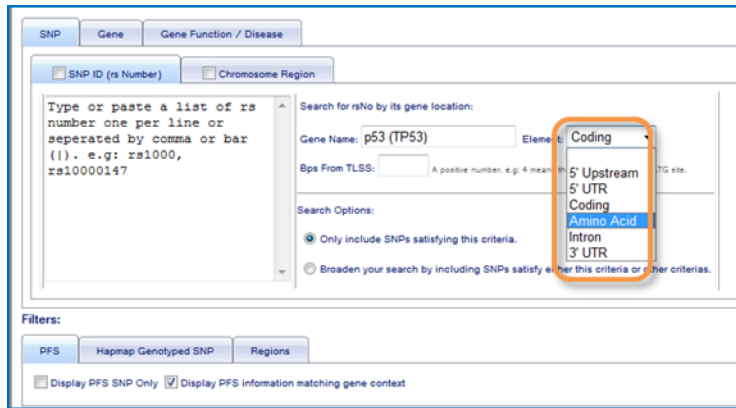 SNP
Gene
Gene Function / Disease
SNP ID (rs Number)
Chromosome Region
Type or paste a list of rs
number one per line or
seperated by comma or bar
(|). e.g: rs1000,
rs10000147
Search for rsNo by its gene location:
Gene Name: p53 (TP53)
Element: Coding
Bps From TLSS:
A positive number. e.g: 4 means
TG site.
5' Upstream
5' UTR
Coding
Amino Acid
Intron
3' UTR
Search Options:
Only include SNPs satisfying this criteria.
Broaden your search by including SNPs satisfy either this criteria or other criterias.
Filters:
PFS
Hapmap Genotyped SNP
Regions
Display PFS SNP Only
Display PFS information matching gene context